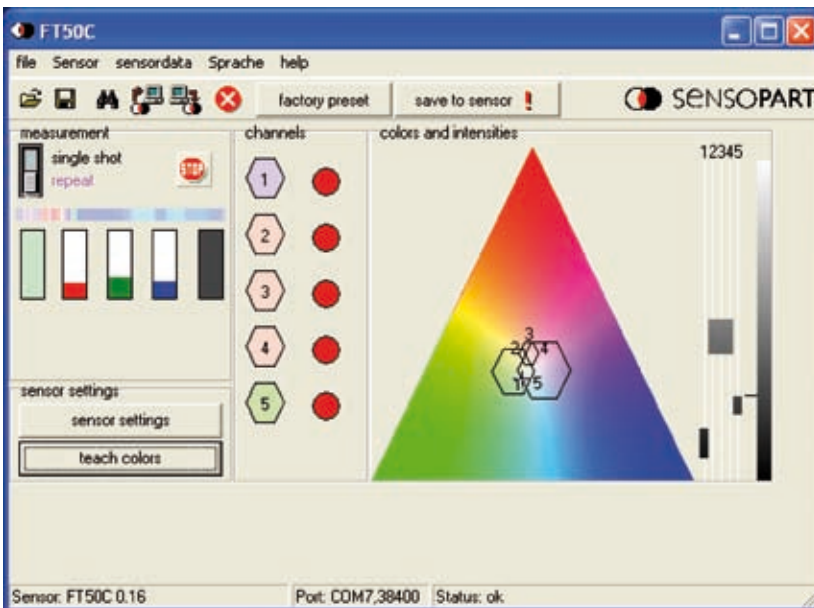 FT50C
file Sensor sensordata Sprache help
factory preset save to sensor ! SENSOPART
measurement channels colors and intensities
single shot
repeat
STOP
12345
1
2
3
4
5
3
2 4
5
sensor settings
sensor settings
teach colors
Sensor: FT50C 0.16 Port: COM7,38400 Status: ok